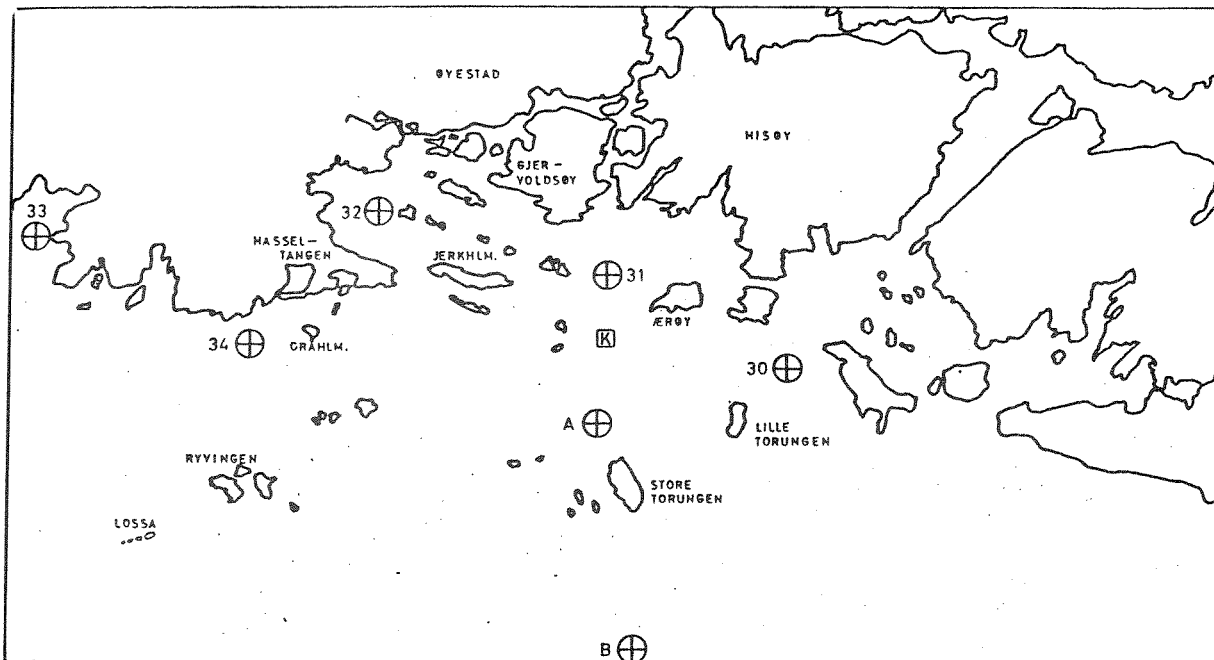 ØYESTAD
HISØY
GJER-
VOLDSØY
33
32
HASSEL-
TANGEN
JERKHLM.
31
ÆRØY
34
GRÅHLM.
K
30
A
LILLE
TORUNGEN
RYVINGEN
STORE
TORUNGEN
LOSSA
B